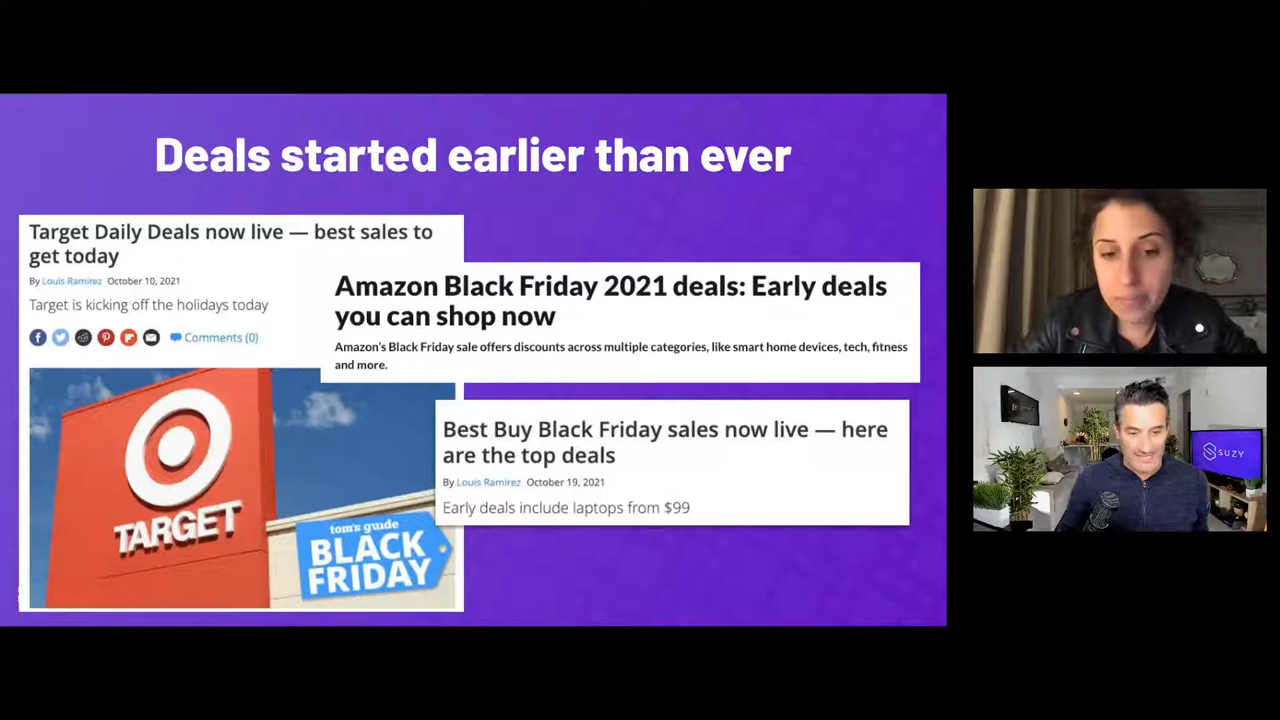 Deals started earlier than ever
Target Daily Deals now live — best sales to
get today
By Louis Ramirez October 10, 2021
Target is kicking off the holidays today
Comments (0)
TARGET
tom's guide
BLACK
FRIDAY
Amazon Black Friday 2021 deals: Early deals
you can shop now
Amazon's Black Friday sale offers discounts across multiple categories, like smart home devices, tech, fitness
and more.
Best Buy Black Friday sales now live — here
are the top deals
By Louis Ramirez October 19, 2021
Early deals include laptops from $99
SUZY